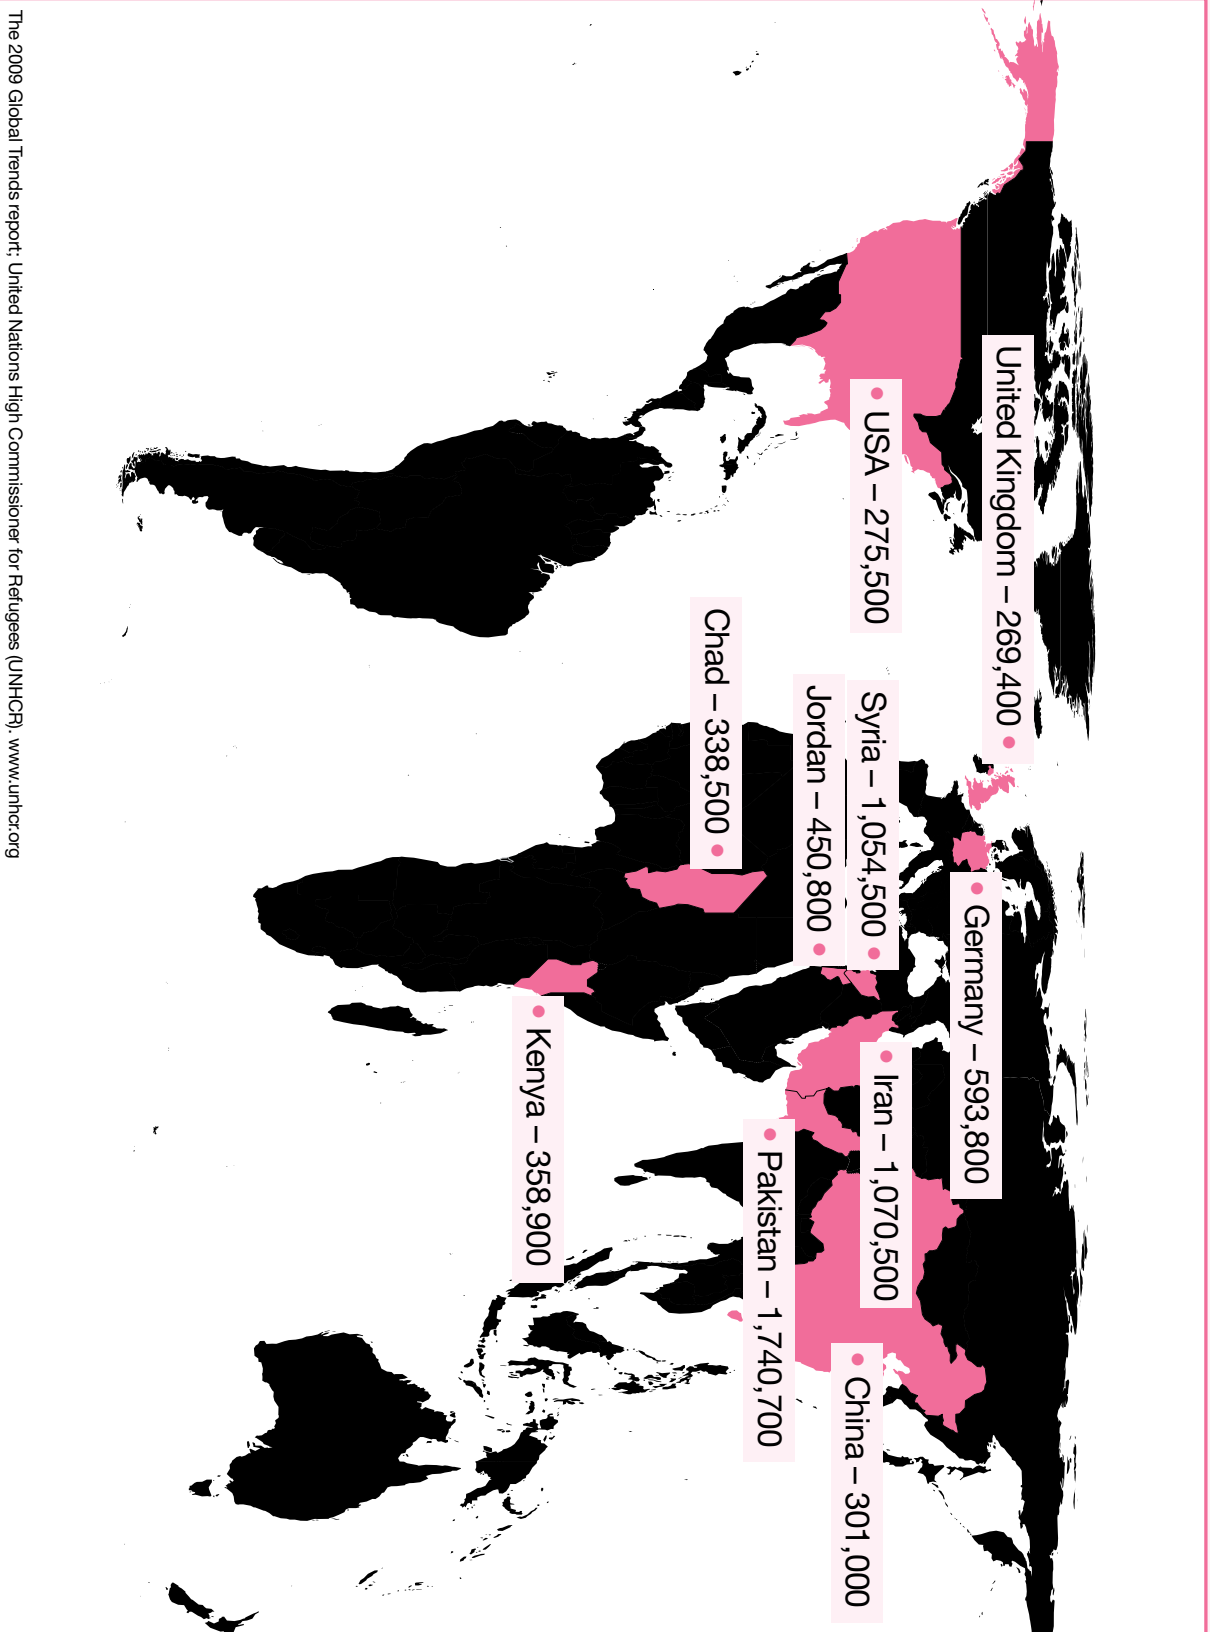 United Kingdom – 269,400
USA – 275,500
Germany – 593,800
Syria – 1,054,500
Jordan – 450,800
Iran – 1,070,500
China – 301,000
Chad – 338,500
Pakistan – 1,740,700
Kenya – 358,900
The 2009 Global Trends report; United Nations High Commissioner for Refugees (UNHCR). www.unhcr.org